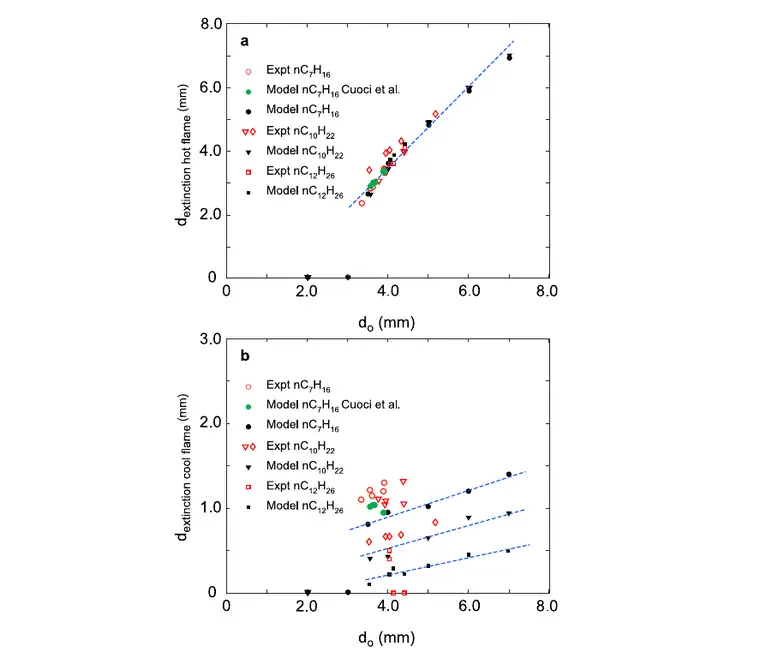 8.0
a
Expt nC₇H₁₆
Model nC₇H₁₆ Cuoci et al.
Model nC₇H₁₆
Expt nC₁₀H₂₂
Model nC₁₀H₂₂
Expt nC₁₂H₂₆
Model nC₁₂H₂₆
6.0
4.0
2.0
0
d extinction hot flame (mm)
0 2.0 4.0 6.0 8.0
dₒ (mm)
3.0
b
Expt nC₇H₁₆
Model nC₇H₁₆ Cuoci et al.
Model nC₇H₁₆
Expt nC₁₀H₂₂
Model nC₁₀H₂₂
Expt nC₁₂H₂₆
Model nC₁₂H₂₆
2.0
1.0
0
d extinction cool flame (mm)
0 2.0 4.0 6.0 8.0
dₒ (mm)